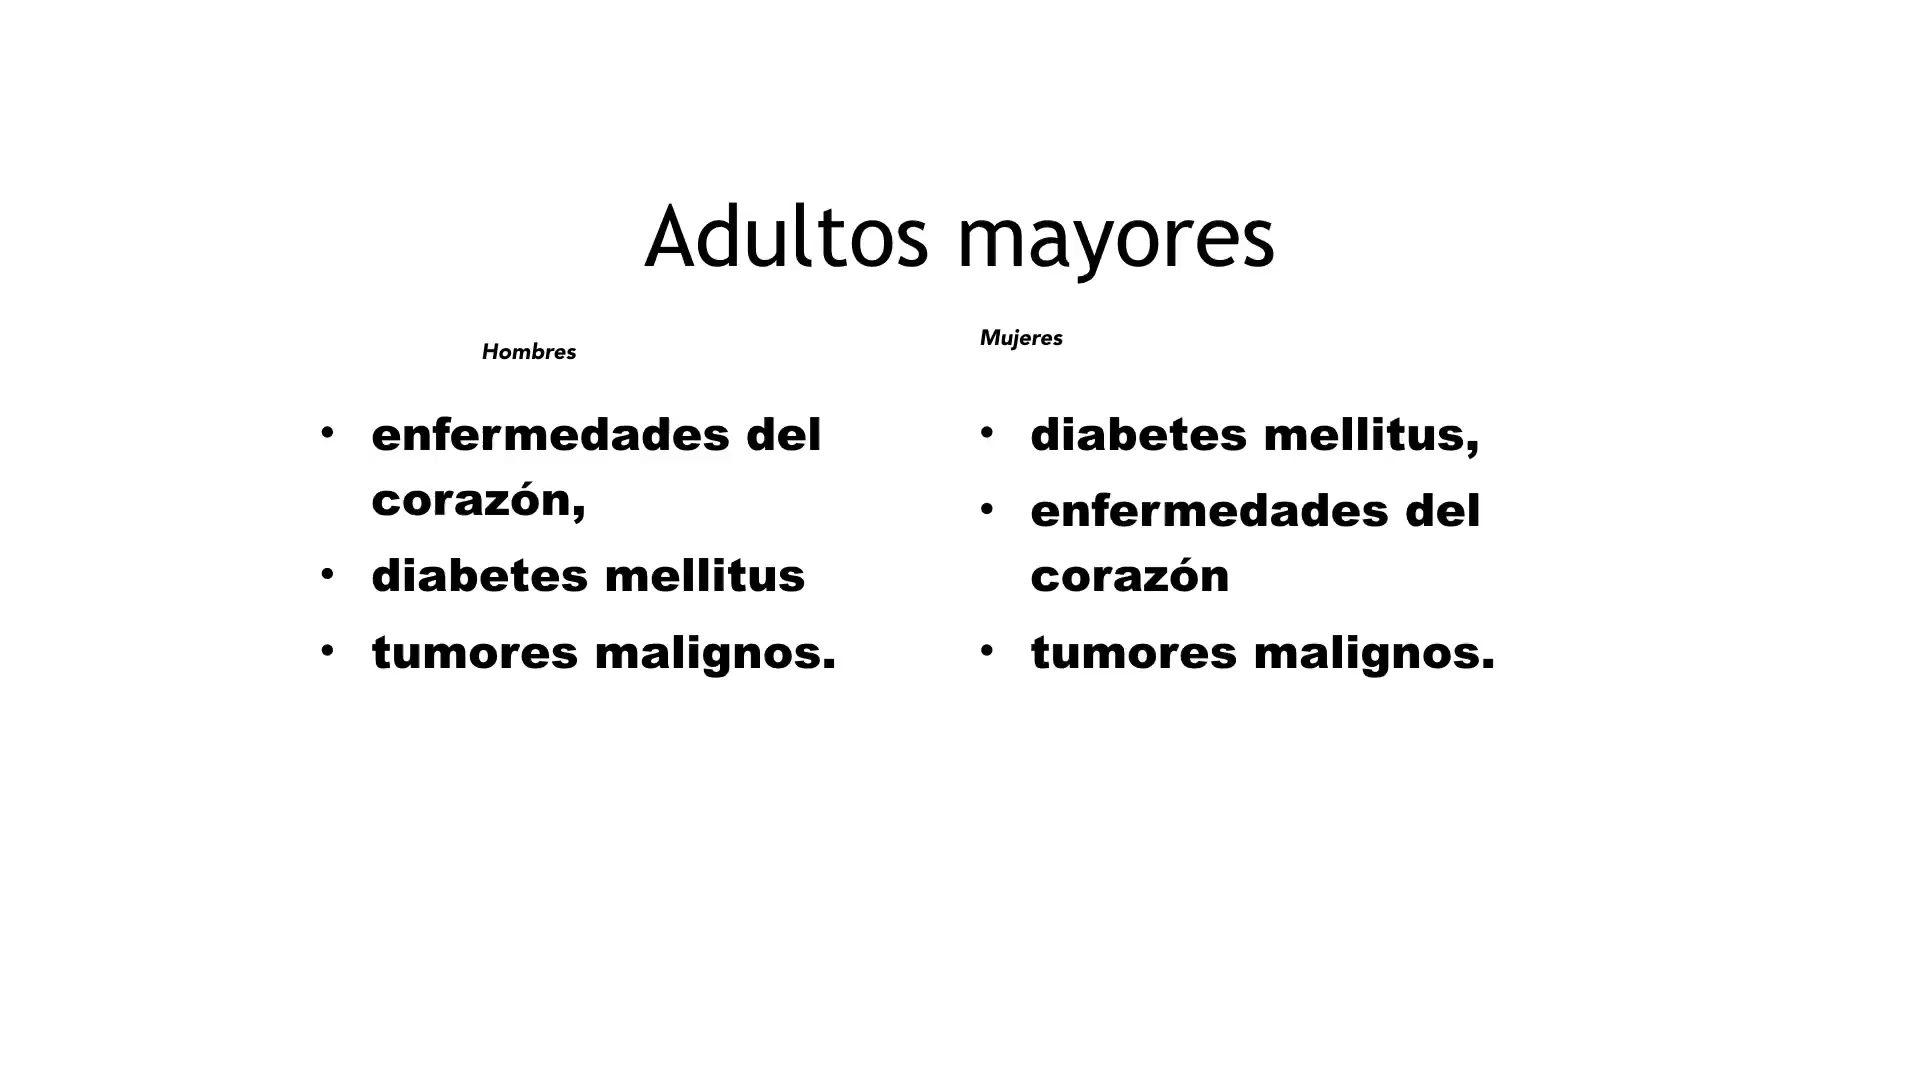 Adultos mayores
Hombres
• enfermedades del
corazón,
• diabetes mellitus
• tumores malignos.
Mujeres
• diabetes mellitus,
• enfermedades del
corazón
• tumores malignos.